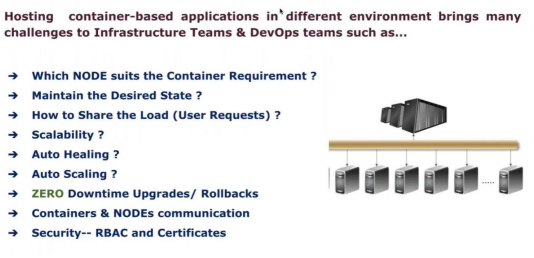 Hosting container-based applications in different environment brings many
challenges to Infrastructure Teams & DevOps teams such as...
→ Which NODE suits the Container Requirement ?
→ Maintain the Desired State ?
→ How to Share the Load (User Requests) ?
→ Scalability ?
→ Auto Healing ?
→ Auto Scaling ?
→ ZERO Downtime Upgrades/ Rollbacks
→ Containers & NODEs communication
→ Security-- RBAC and Certificates